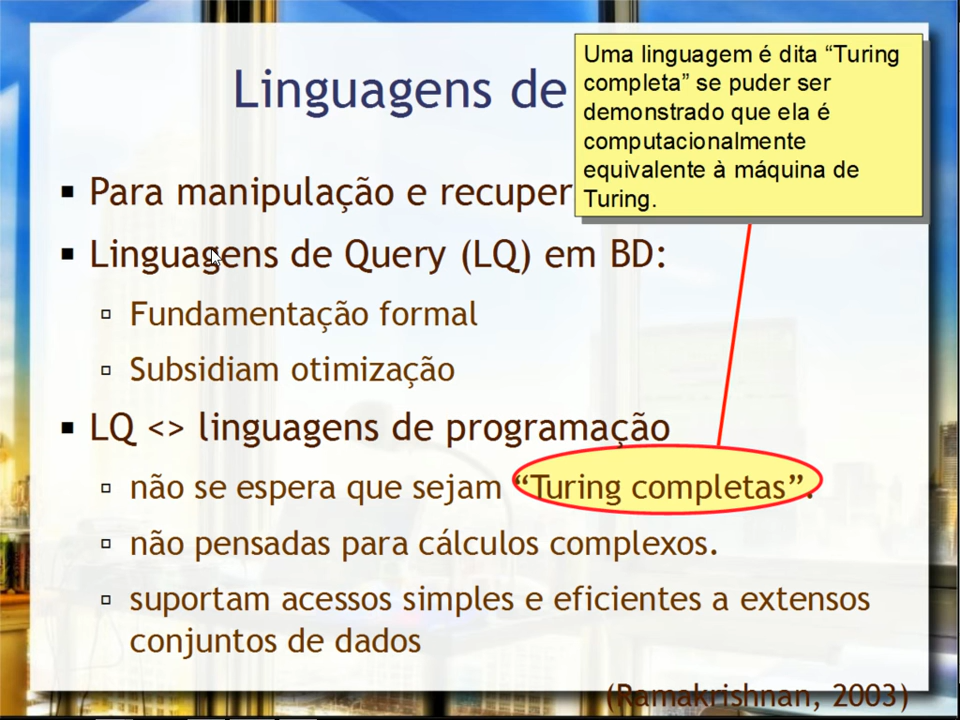 Linguagens de
Uma linguagem é dita “Turing
completa” se puder ser
demonstrado que ela é
computacionalmente
equivalente à máquina de
Turing.
Para manipulação e recuper
Linguagens de Query (LQ) em BD:
Fundamentação formal
Subsidiam otimização
LQ <> linguagens de programação
não se espera que sejam “Turing completas”.
não pensadas para cálculos complexos.
suportam acessos simples e eficientes a extensos
conjuntos de dados
(Ramakrishnan, 2003)